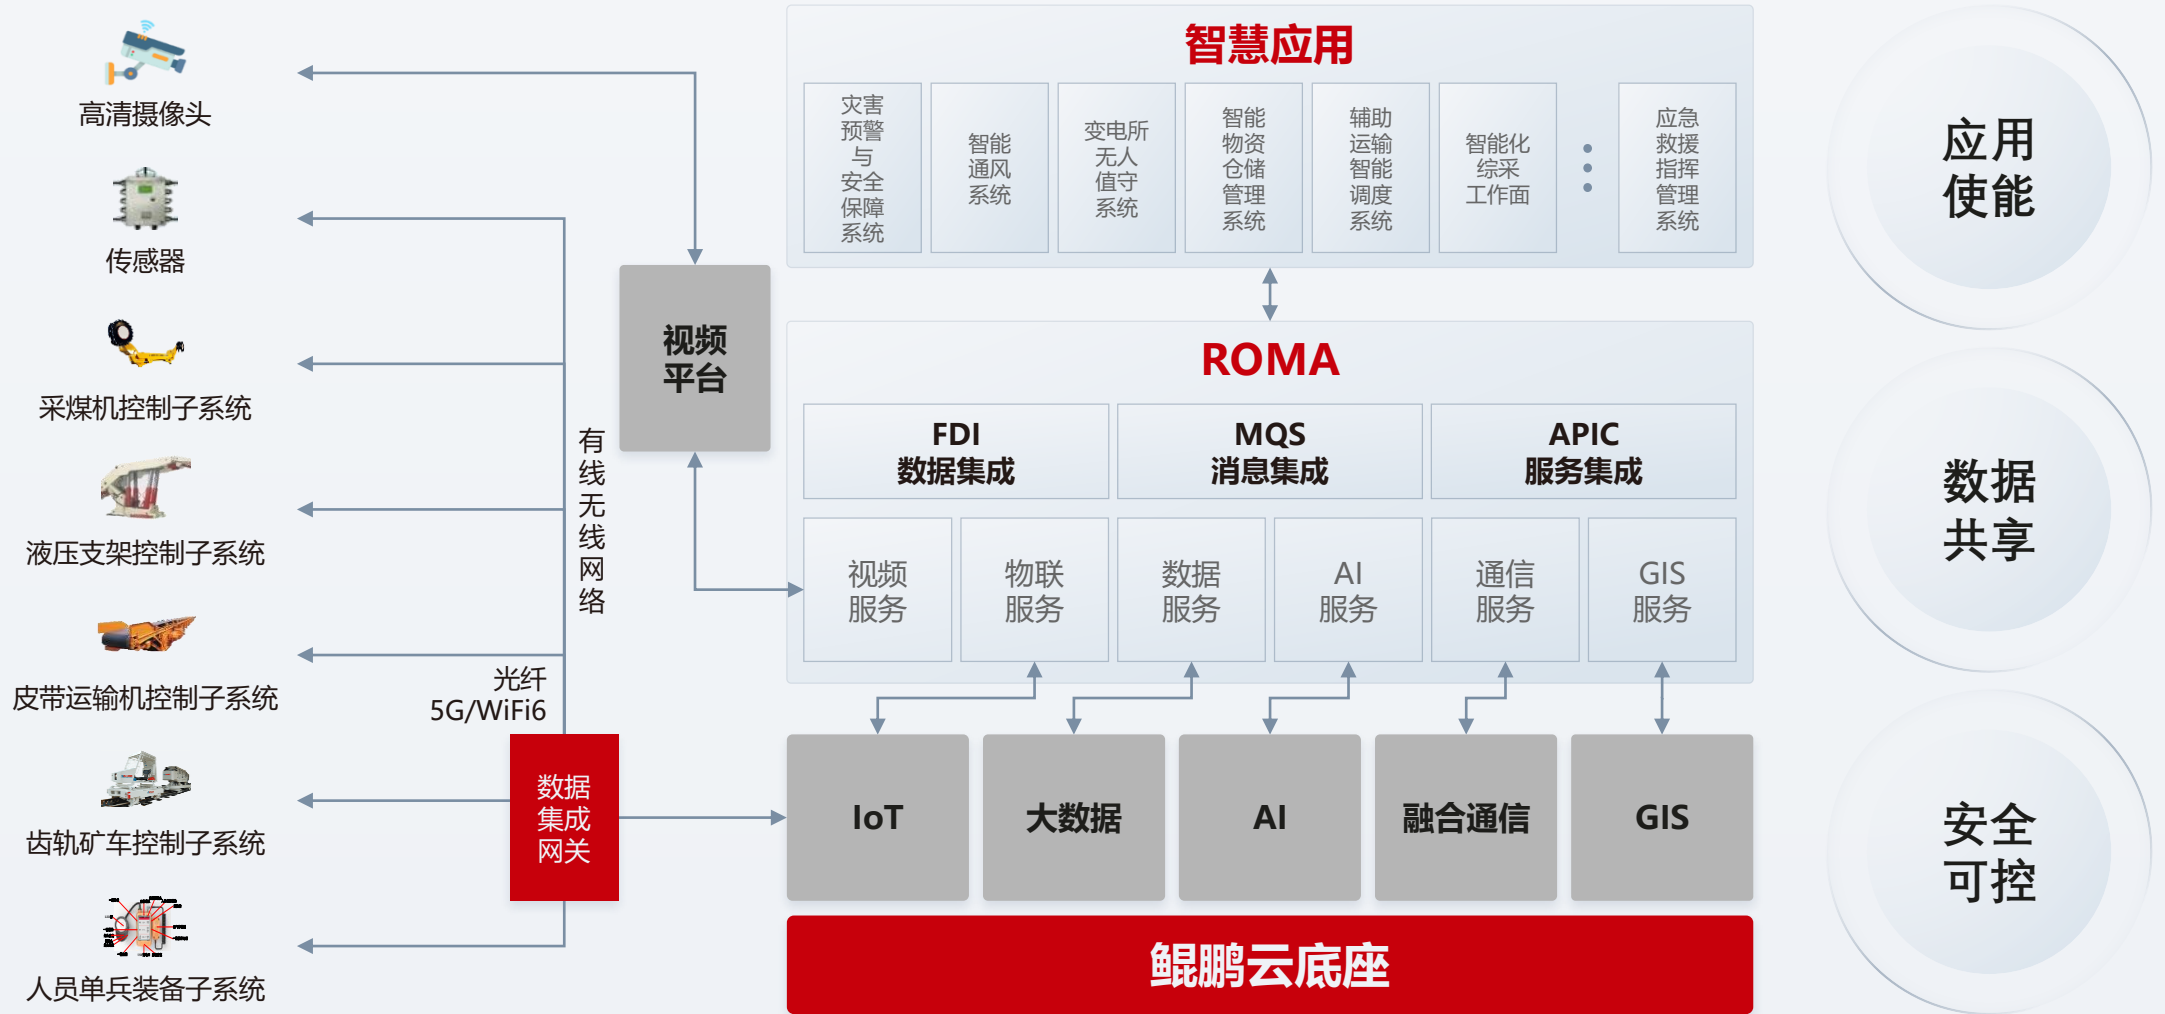 高清摄像头
传感器
采煤机控制子系统
液压支架控制子系统
皮带运输机控制子系统
齿轨矿车控制子系统
人员单兵装备子系统
有
线
无
线
网
络
光纤
5G/WiFi6
数据
集成
网关
视频
平台
智慧应用
灾害
预警
与
安全
保障
系统
智能
通风
系统
变电所
无人
值守
系统
智能
物资
仓储
管理
系统
辅助
运输
智能
调度
系统
智能化
综采
工作面
应急
救援
指挥
管理
系统
ROMA
FDI
数据集成
MQS
消息集成
APIC
服务集成
视频
服务
物联
服务
数据
服务
AI
服务
通信
服务
GIS
服务
IoT
大数据
AI
融合通信
GIS
鲲鹏云底座
应用
使能
数据
共享
安全
可控